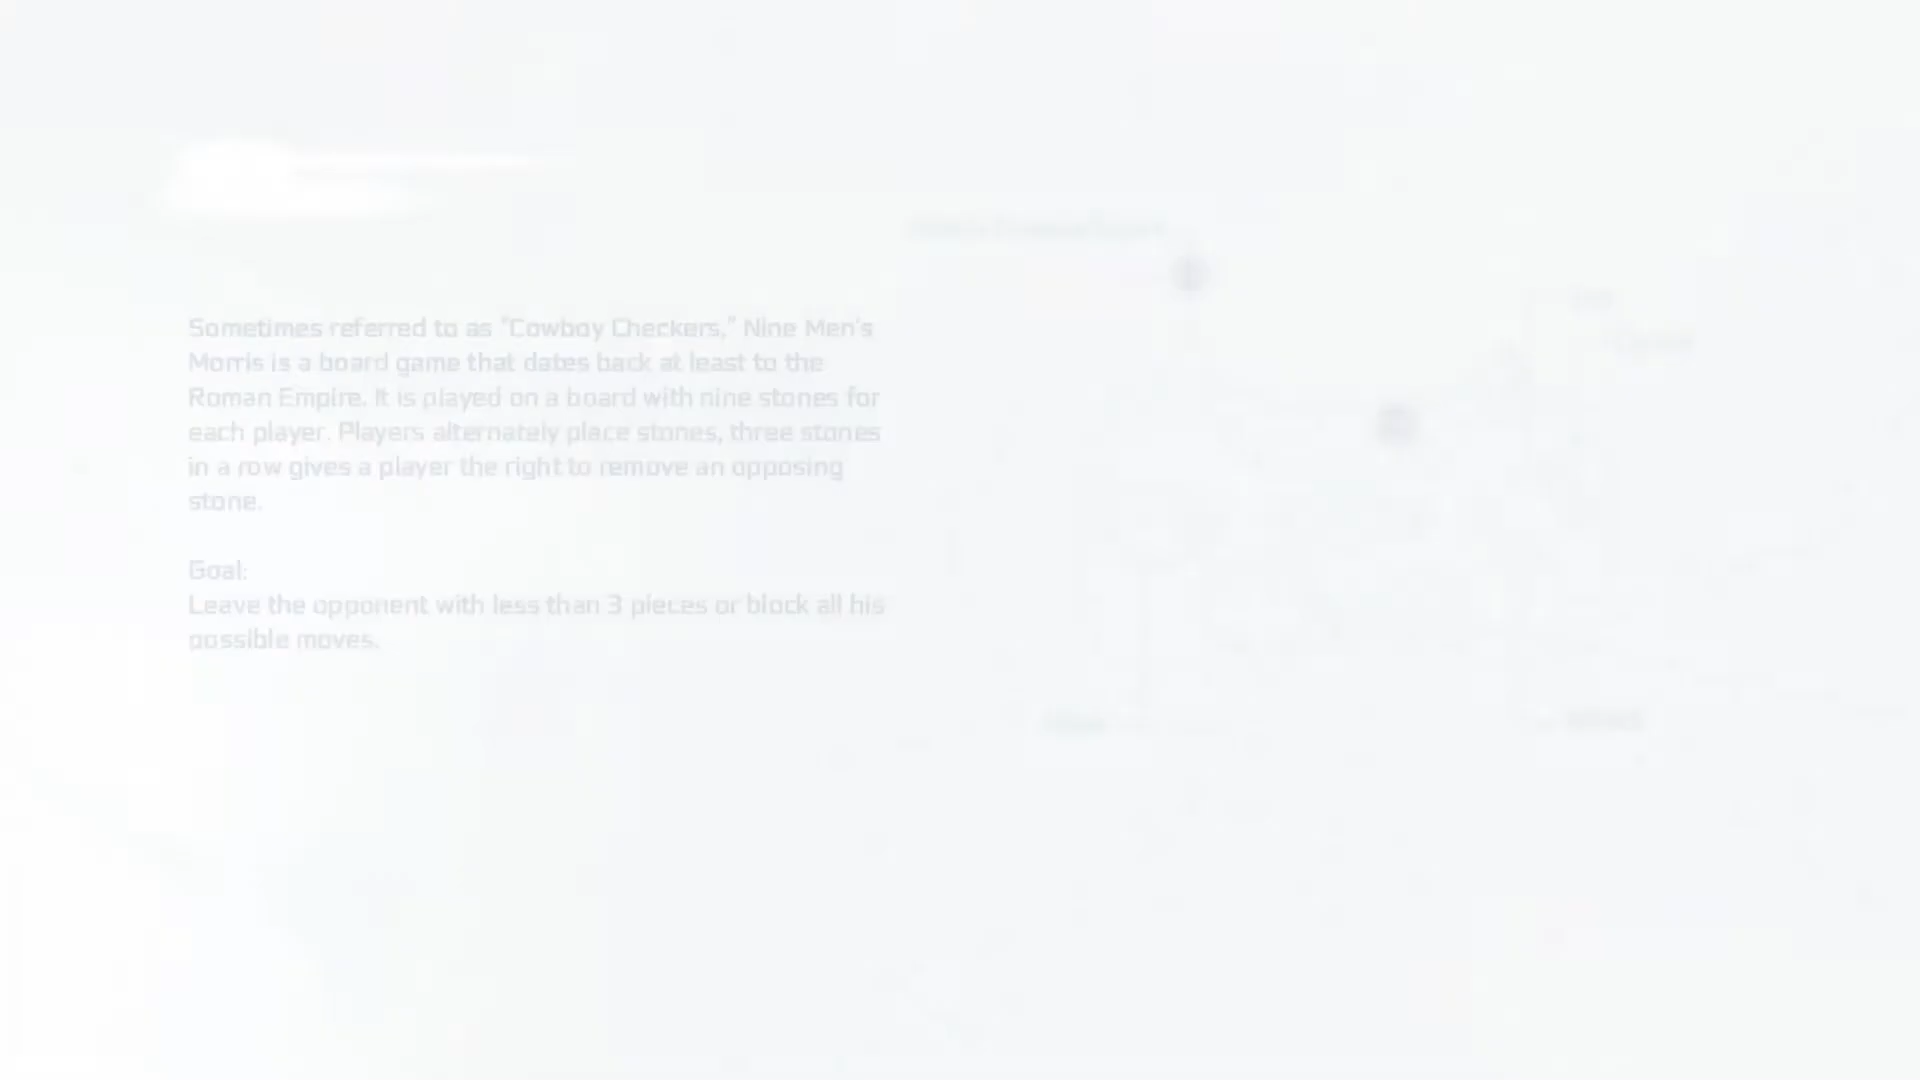 Sometimes referred to as "Cowboy Checkers," Nine Men's
Morris is a board game that dates back at least to the
Roman Empire. It is played on a board with nine stones for
each player. Players alternately place stones, three stones
in a row gives a player the right to remove an opposing
stone.
Goal:
Leave the opponent with less than 3 pieces or block all his
possible moves.